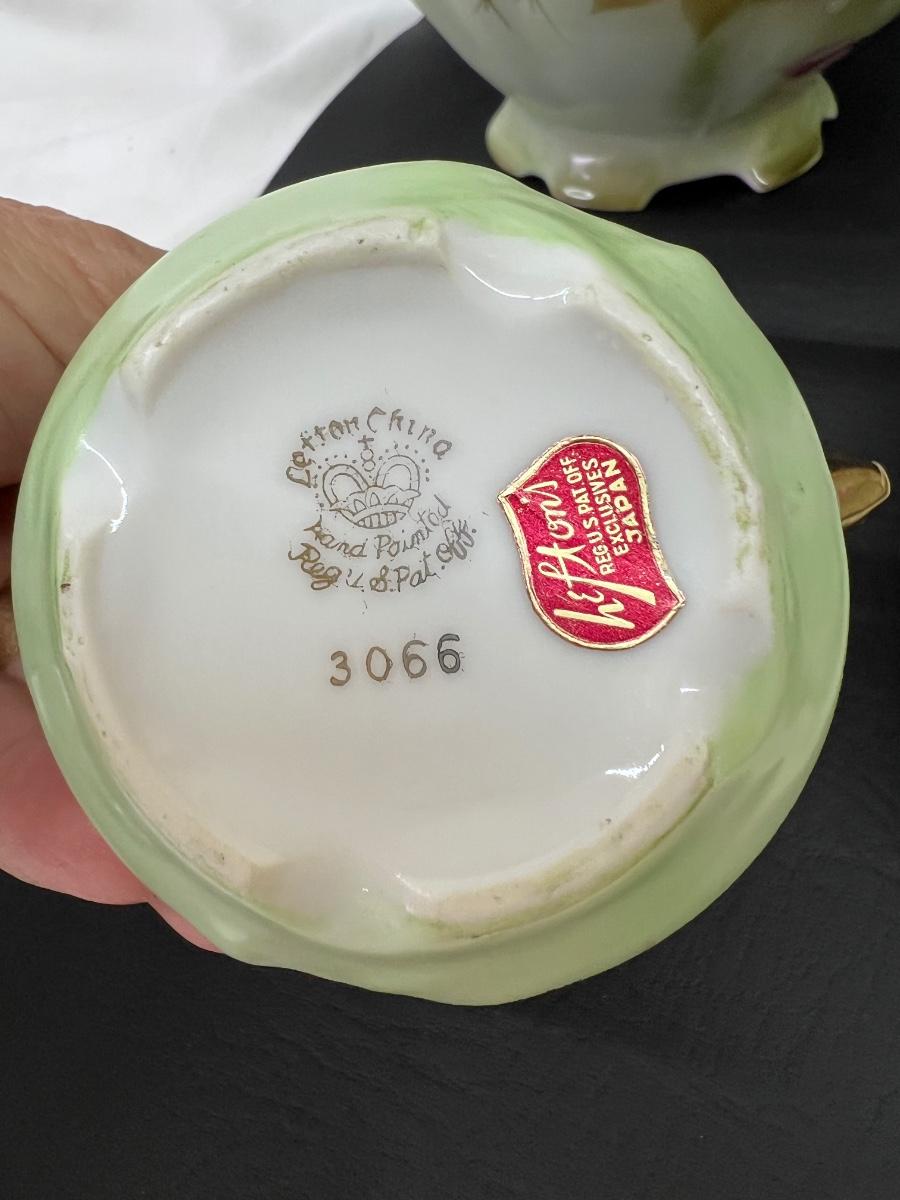 Lefton China
Hand Painted
Reg. U.S.Pat.Off.
3066
Lefton's
REG U.S. PAT. OFF.
EXCLUSIVES
JAPAN